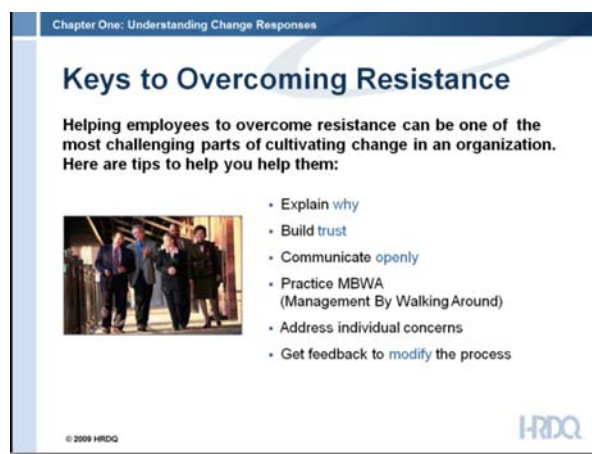 Chapter One: Understanding Change Responses
Keys to Overcoming Resistance
Helping employees to overcome resistance can be one of the
most challenging parts of cultivating change in an organization.
Here are tips to help you help them:
• Explain why
• Build trust
• Communicate openly
• Practice MBWA
(Management By Walking Around)
• Address individual concerns
• Get feedback to modify the process
© 2009 HRDQ
HRDQ